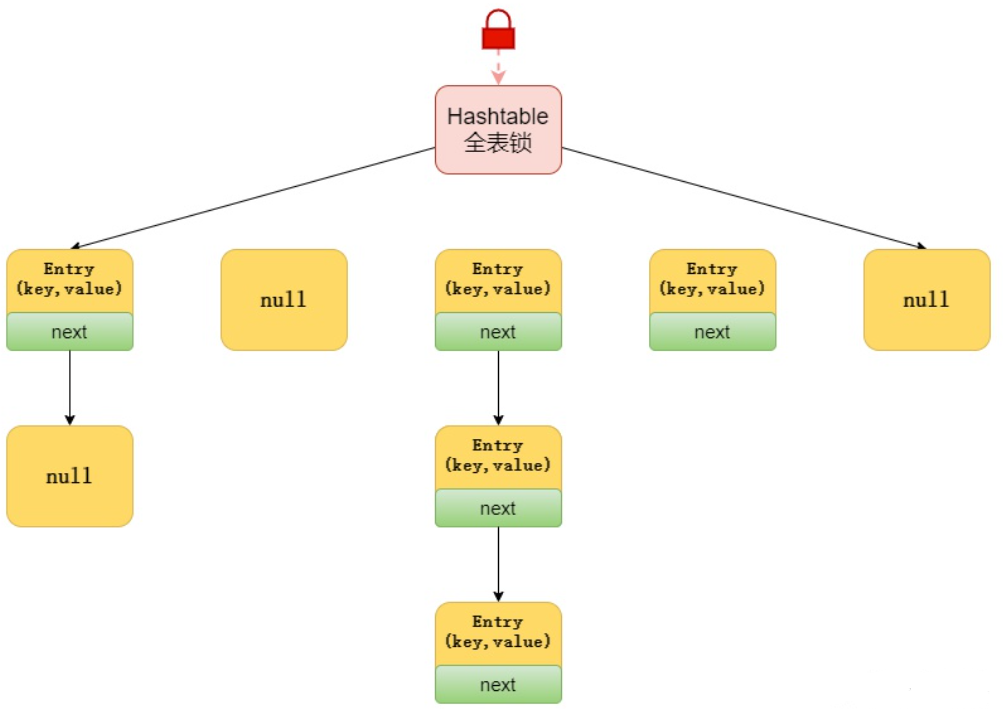 Hashtable
全表锁
Entry
(key,value)
next
null
Entry
(key,value)
next
Entry
(key,value)
next
null
null
Entry
(key,value)
next
Entry
(key,value)
next